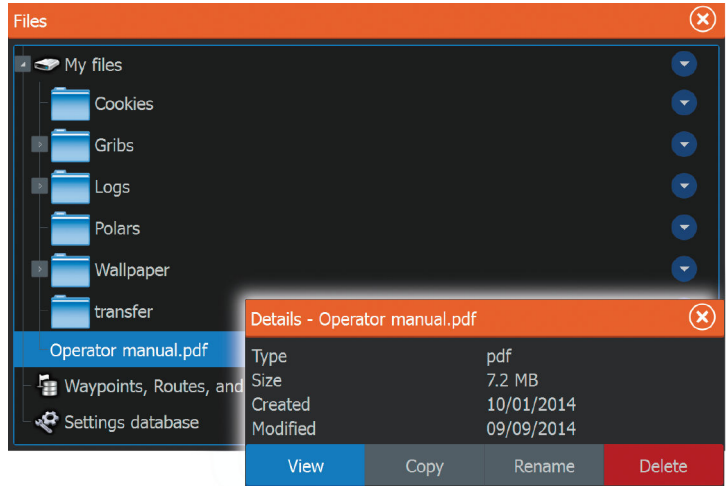 Files
My files
Cookies
Gribs
Logs
Polars
Wallpaper
transfer
Operator manual.pdf
Waypoints, Routes, and
Settings database
Details - Operator manual.pdf
Type pdf
Size 7.2 MB
Created 10/01/2014
Modified 09/09/2014
View Copy Rename Delete